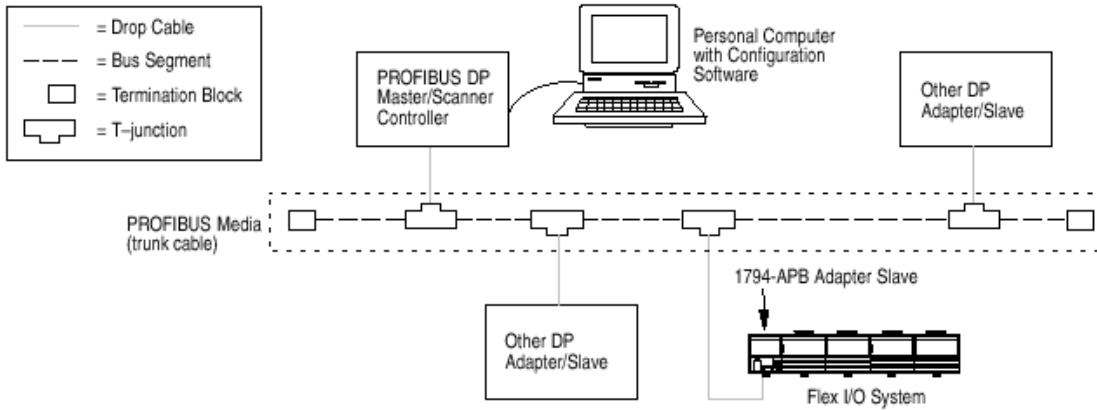 = Drop Cable
= Bus Segment
= Termination Block
= T–junction
PROFIBUS DP
Master/Scanner
Controller
Personal Computer
with Configuration
Software
Other DP
Adapter/Slave
PROFIBUS Media
(trunk cable)
1794-APB Adapter Slave
Other DP
Adapter/Slave
Flex I/O System